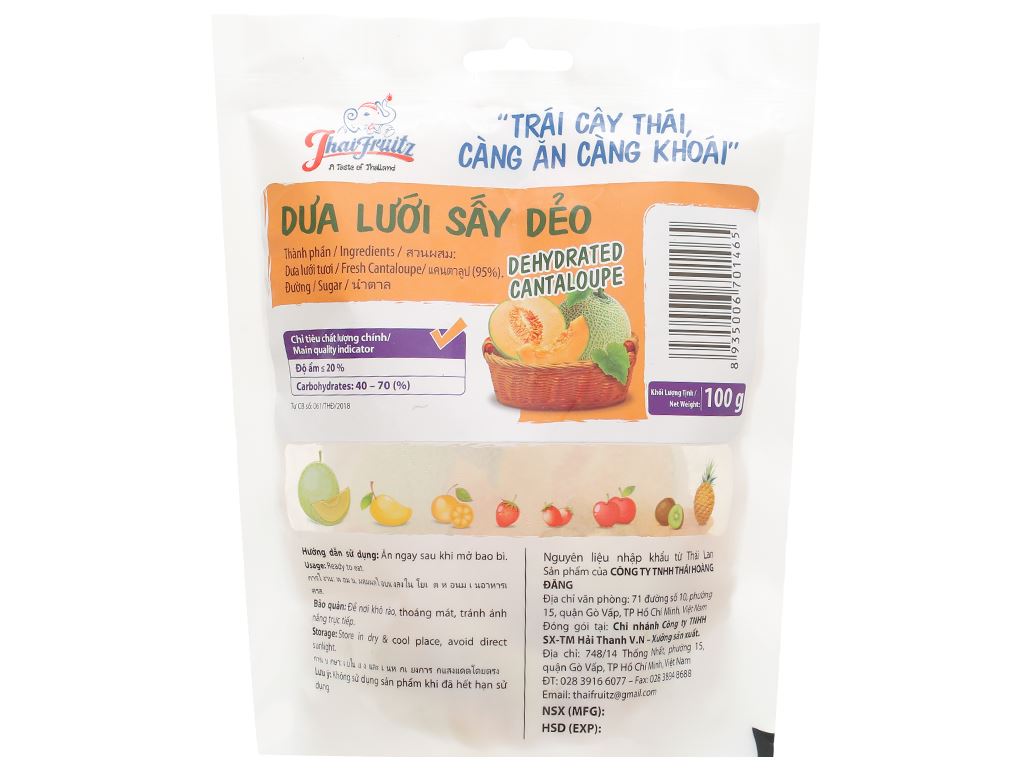 ThaiFruitz
A Taste of Thailand
"TRÁI CÂY THÁI,
CÀNG ĂN CÀNG KHOÁI"
DƯA LƯỚI SẤY DẺO
Thành phần / Ingredients / สวนผสม:
Dưa lưới tươi / Fresh Cantaloupe/ แคนตาลูป (95%).
Đường / Sugar / นำตาล
DEHYDRATED
CANTALOUPE
8 935006 701465
Chỉ tiêu chất lượng chính/
Main quality indicator
Độ ẩm ≤ 20 %
Carbohydrates: 40 – 70 (%)
Tự CB số: 061/THĐ/2018
Khối Lượng Tịnh /
Net Weight:
100 g
Hướng dẫn sử dụng: Ăn ngay sau khi mở bao bì.
Usage: Ready to eat.
Bảo quản: Để nơi khô ráo, thoáng mát, tránh ánh
nắng trực tiếp.
Storage: Store in dry & cool place, avoid direct
sunlight.
Lưu ý: Không sử dụng sản phẩm khi đã hết hạn sử
dụng
Nguyên liệu nhập khẩu từ Thái Lan
Sản phẩm của CÔNG TY TNHH THÁI HOÀNG
ĐĂNG
Địa chỉ văn phòng: 71 đường số 10, phường
15, quận Gò Vấp, TP Hồ Chí Minh, Việt Nam
Đóng gói tại: Chi nhánh Công ty TNHH
SX-TM Hải Thanh V.N – Xưởng sản xuất.
Địa chỉ: 748/14 Thống Nhất, phường 15,
quận Gò Vấp, TP Hồ Chí Minh, Việt Nam
ĐT: 028 3916 6077 – Fax: 028 3894 8688
Email: thaifruitz@gmail.com
NSX (MFG):
HSD (EXP):